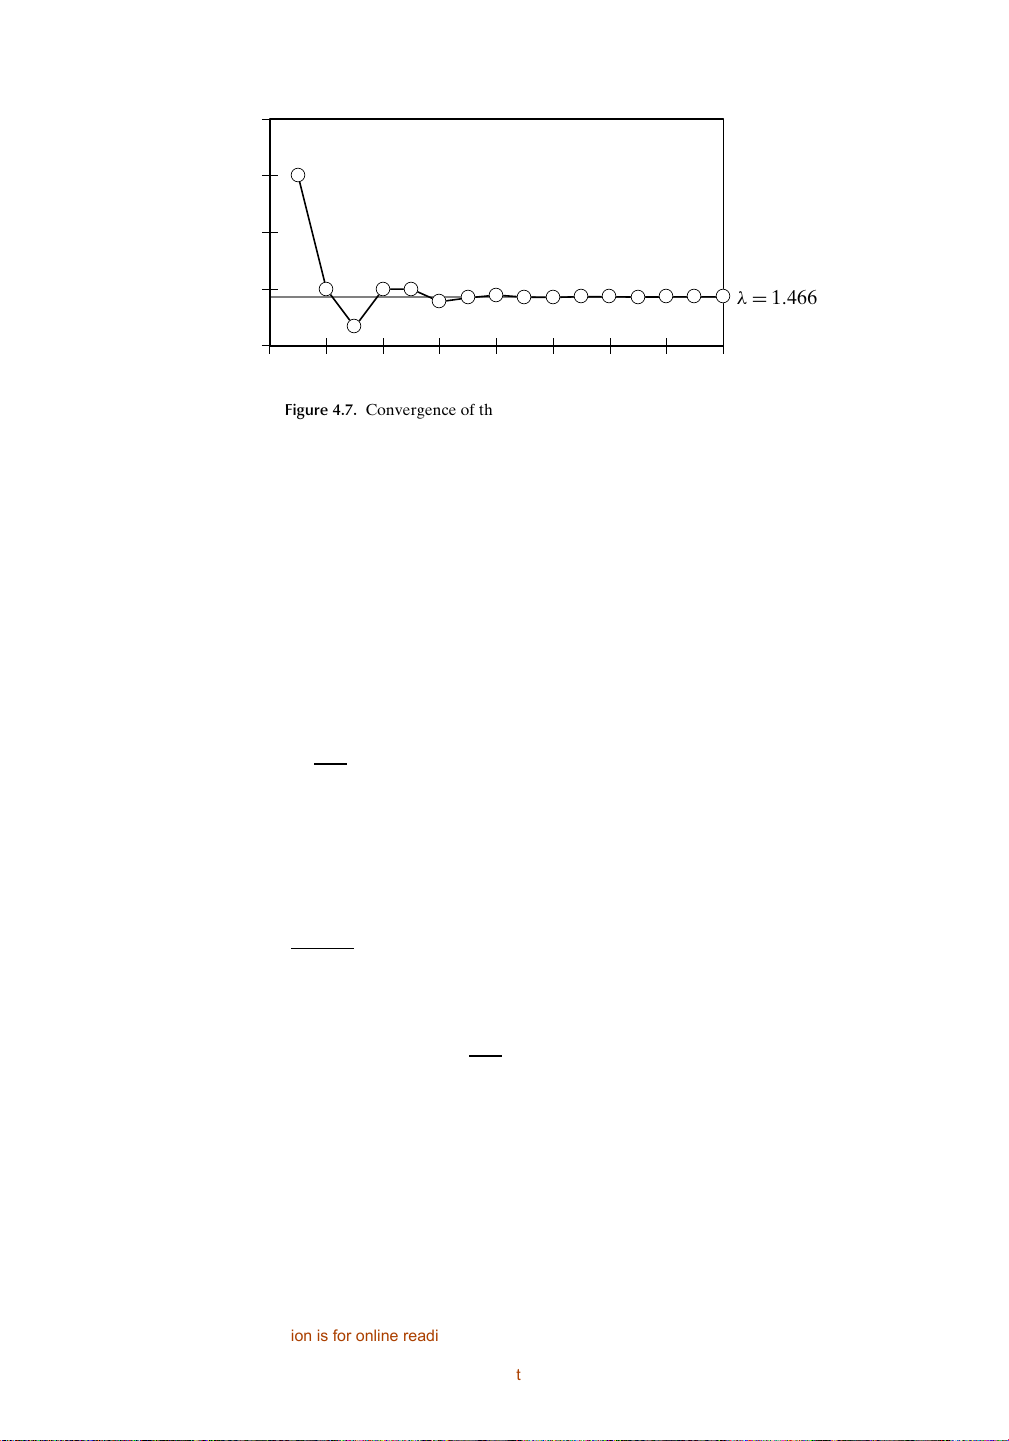 λ = 1.466
Figure 4.7. Convergence of th
ion is for online readi
t